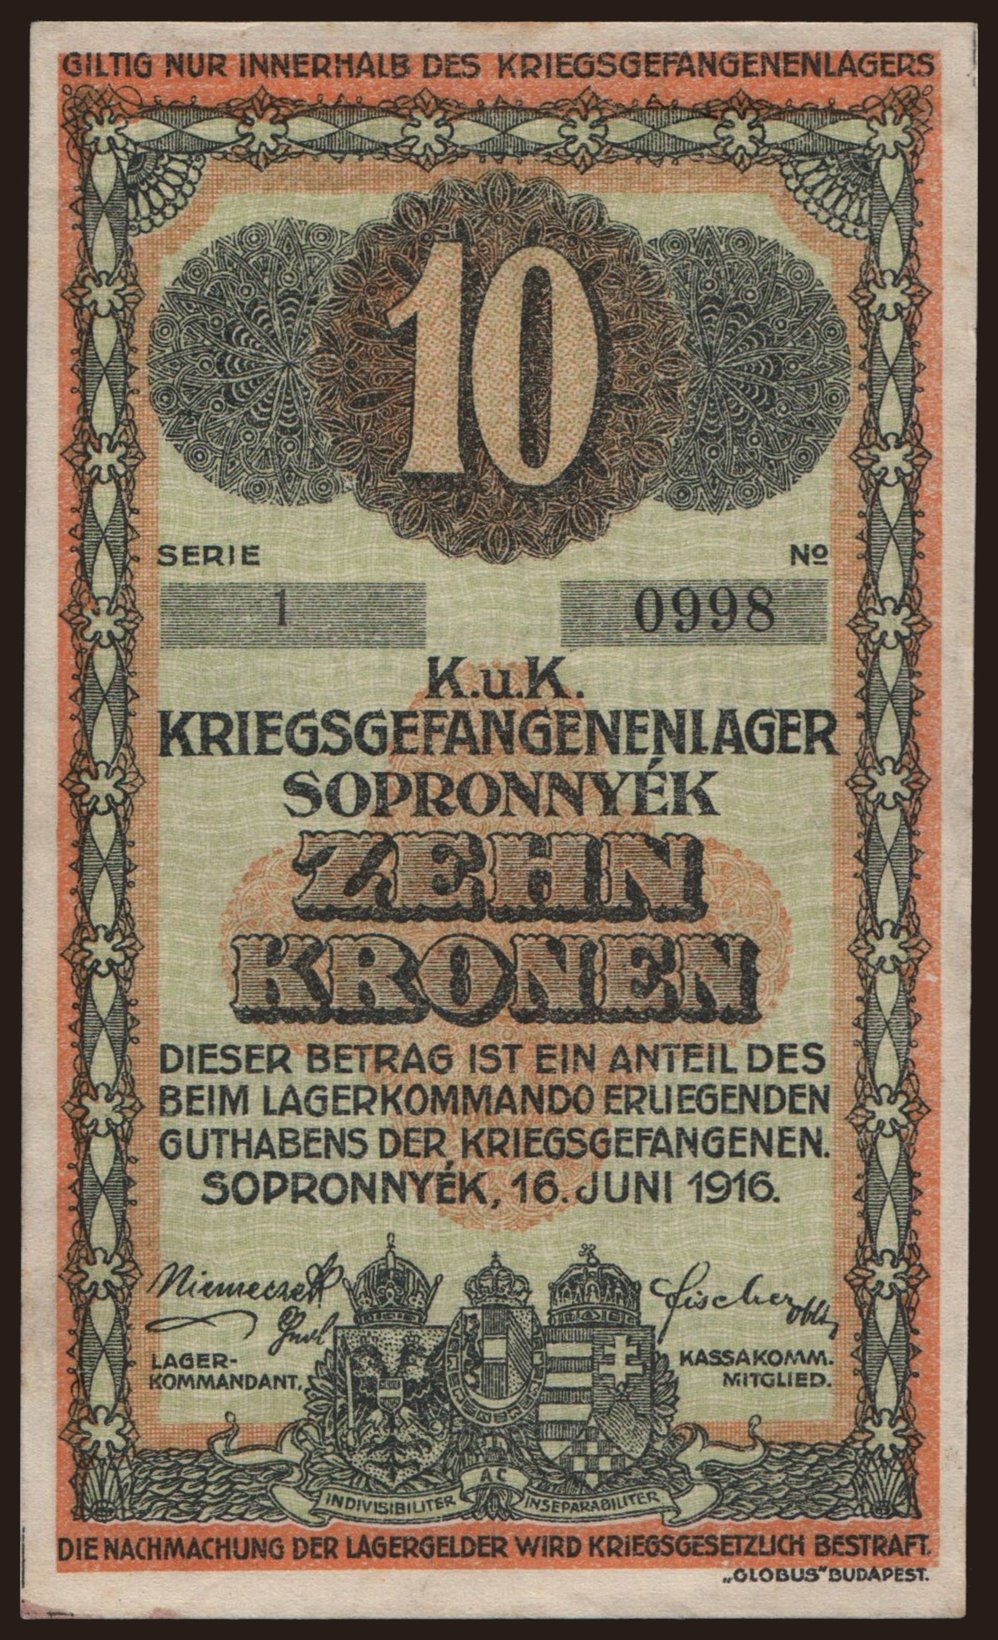 GILTIG NUR INNERHALB DES KRIEGSGEFANGENENLAGERS
10
SERIE No
1 0998
K.u.K.
KRIEGSGEFANGENENLAGER
SOPRONNYÉK
ZEHN
KRONEN
DIESER BETRAG IST EIN ANTEIL DES
BEIM LAGERKOMMANDO ERLIEGENDEN
GUTHABENS DER KRIEGSGEFANGENEN.
SOPRONNYÉK, 16. JUNI 1916.
Fischer
LAGER-
KOMMANDANT.
KASSAKOMM.
MITGLIED.
AC
INDIVISIBILITER INSEPARABILITER
DIE NACHMACHUNG DER LAGERGELDER WIRD KRIEGSGESETZLICH BESTRAFT.
„GLOBUS" BUDAPEST.